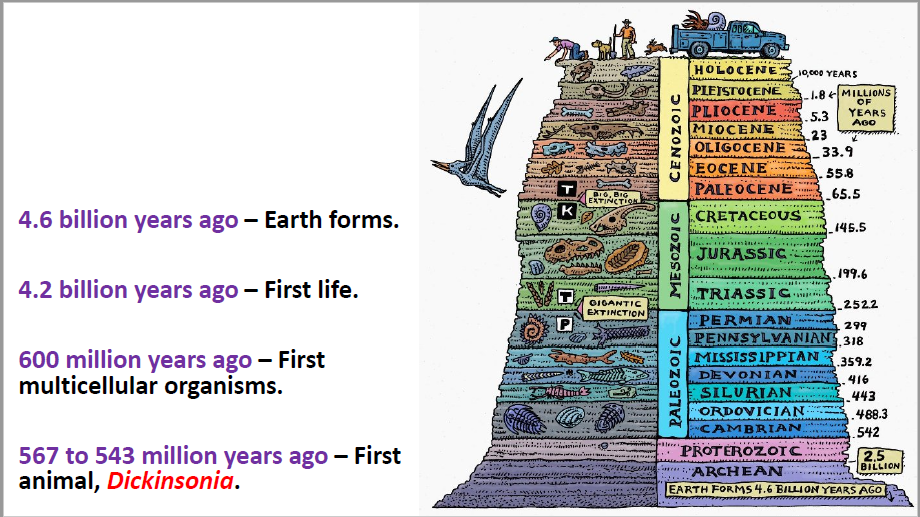 4.6 billion years ago – Earth forms.
4.2 billion years ago – First life.
600 million years ago – First
multicellular organisms.
567 to 543 million years ago – First
animal, Dickinsonia.
CENOZOIC
MESOZOIC
PALEOZOIC
HOLOCENE
PLEISTOCENE
PLIOCENE
MIOCENE
OLIGOCENE
EOCENE
PALEOCENE
CRETACEOUS
JURASSIC
TRIASSIC
PERMIAN
PENNSYLVANIAN
MISSISSIPPIAN
DEVONIAN
SILURIAN
ORDOVICIAN
CAMBRIAN
PROTEROZOIC
ARCHEAN
EARTH FORMS 4.6 BILLION YEARS AGO
10,000 YEARS
1.8
MILLIONS
OF
YEARS
AGO
5.3
23
33.9
55.8
65.5
145.5
199.6
252.2
299
318
359.2
416
443
488.3
542
2.5
BILLION
T
BIG, BIG
EXTINCTION
K
T
GIGANTIC
EXTINCTION
P